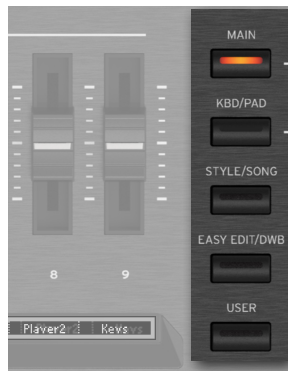 MAIN
KBD/PAD
STYLE/SONG
EASY EDIT/DWB
8 9
USER
Player2 Keys